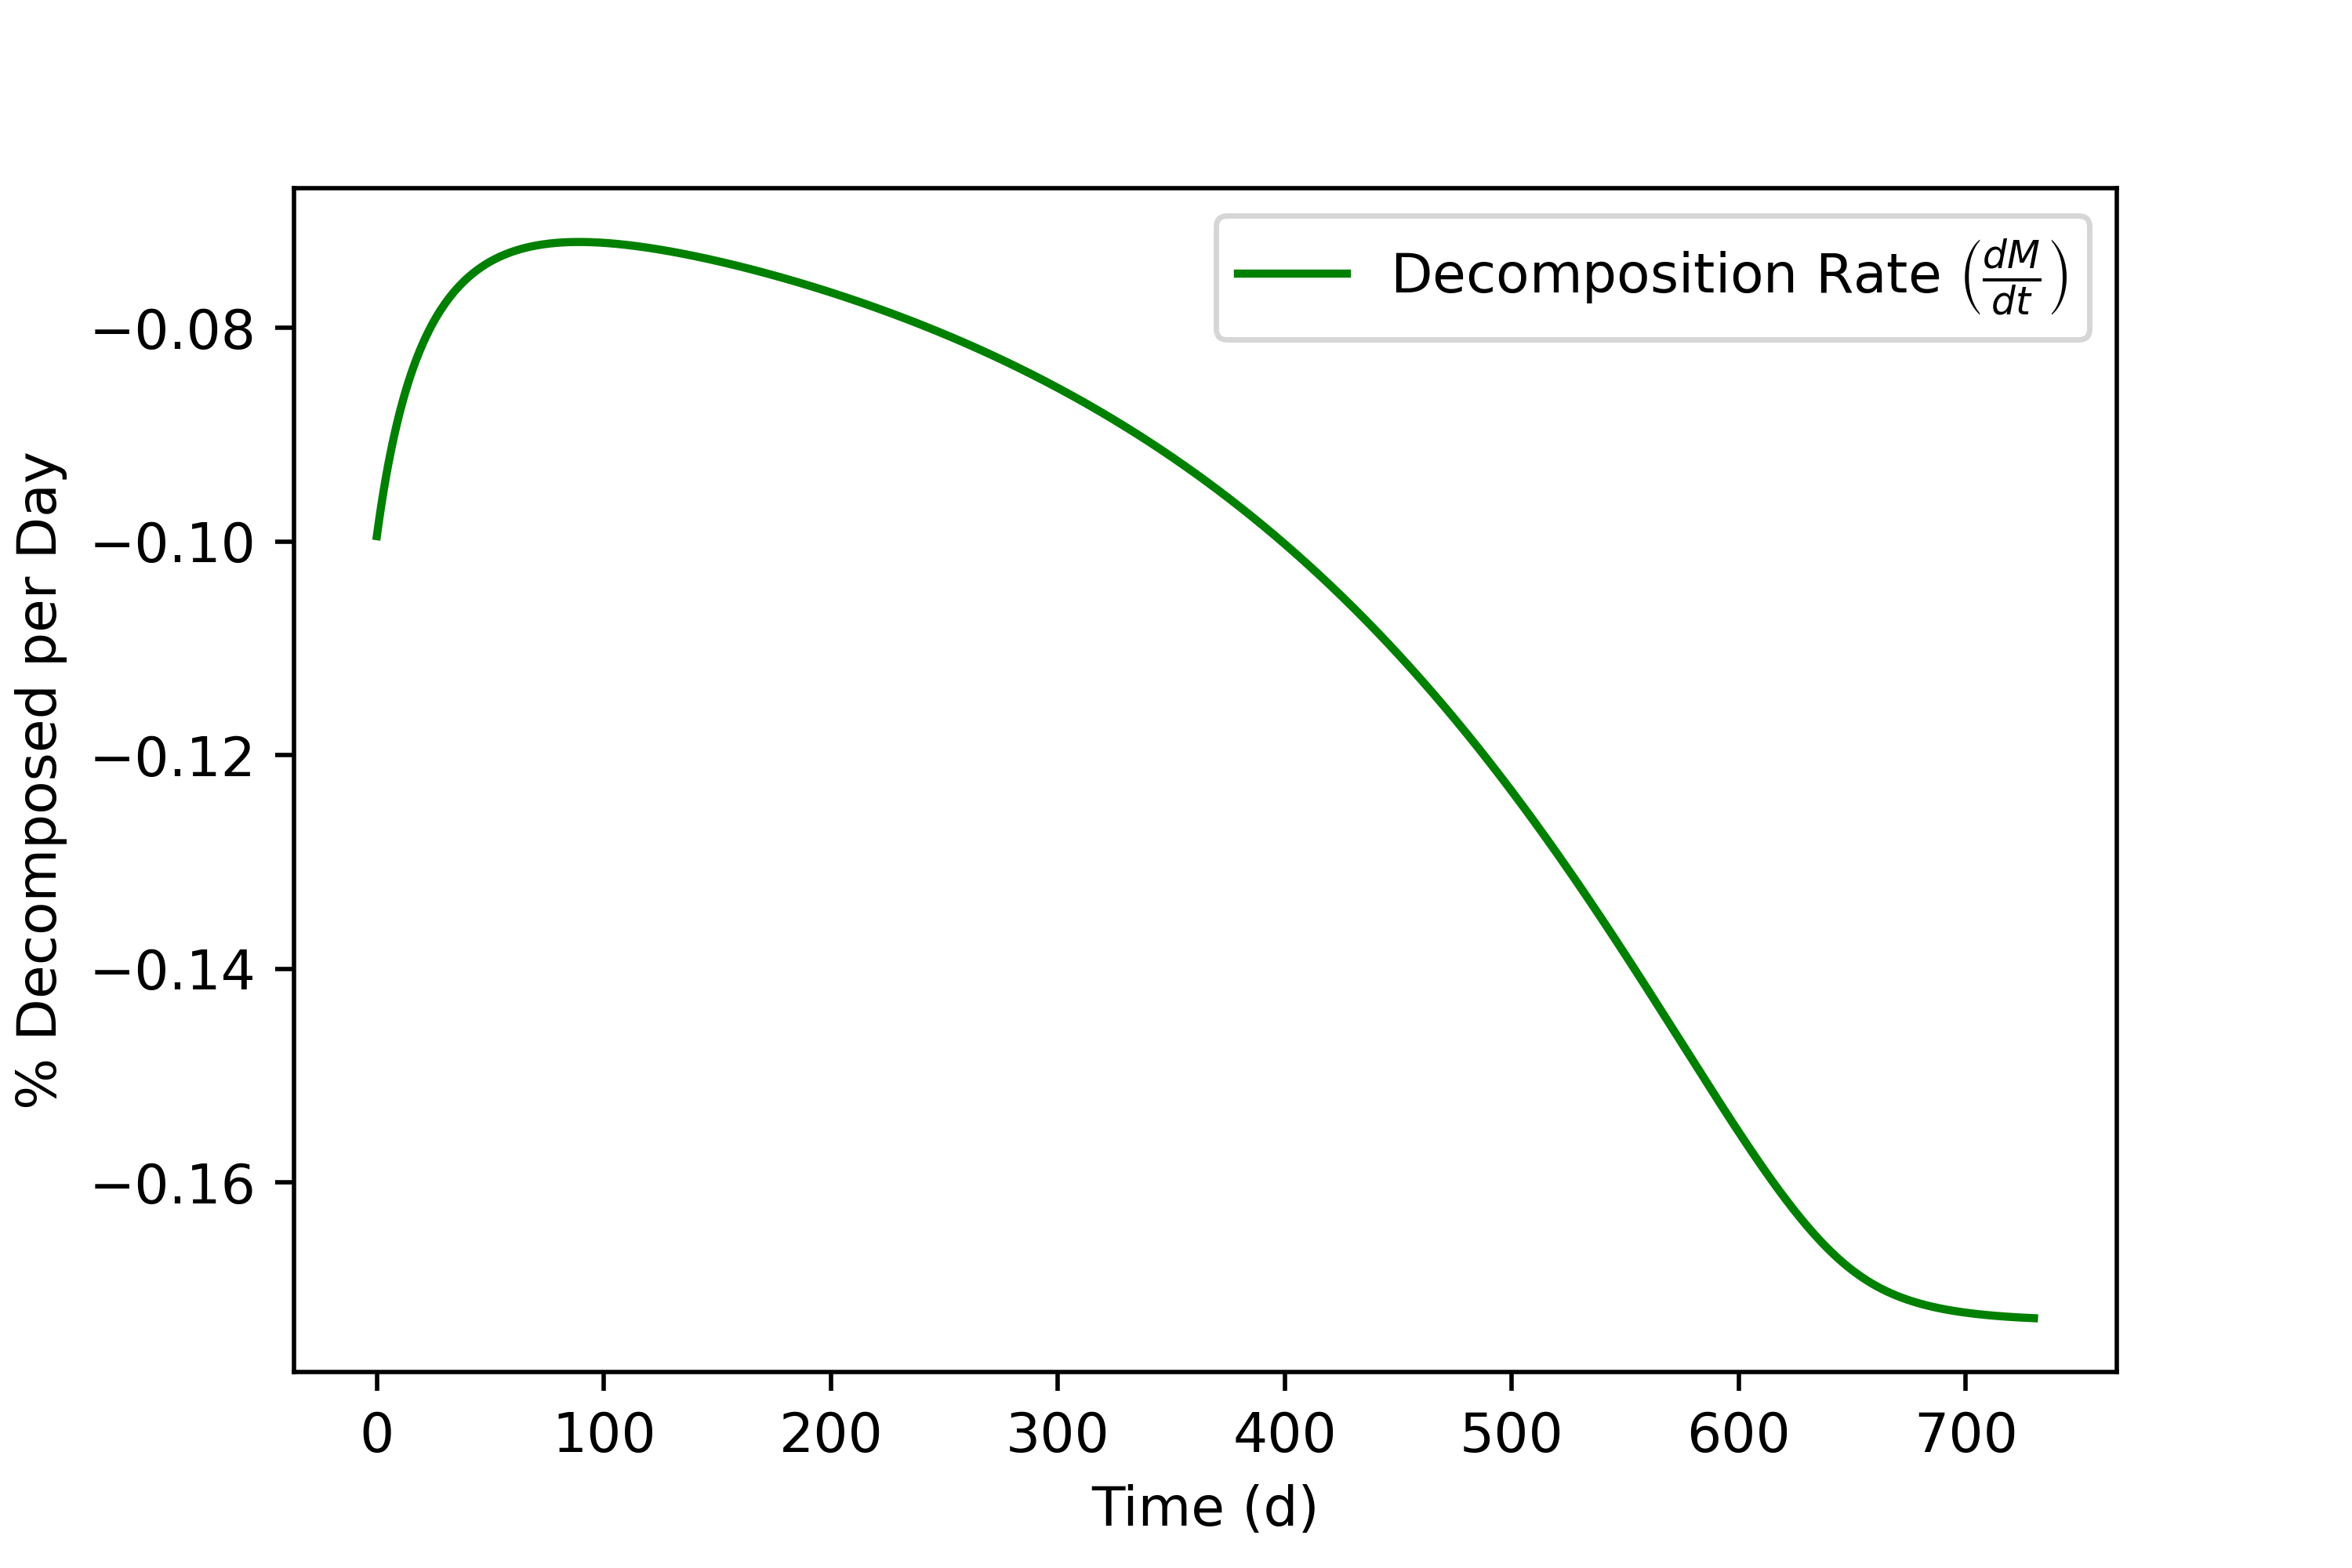 Decomposition Rate (dM/dt)
% Decomposed per Day
−0.08
−0.10
−0.12
−0.14
−0.16
0 100 200 300 400 500 600 700
Time (d)